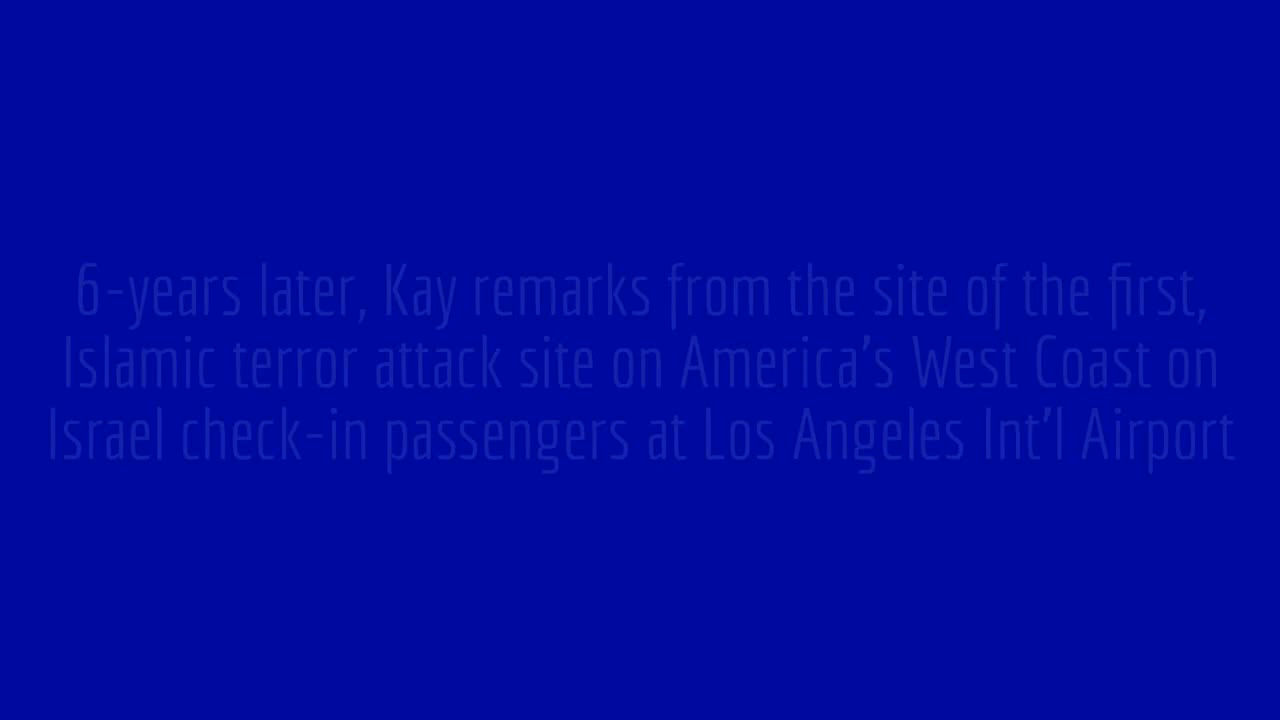 6-years later, Kay remarks from the site of the first,
Islamic terror attack site on America's West Coast on
Israel check-in passengers at Los Angeles Int'l Airport